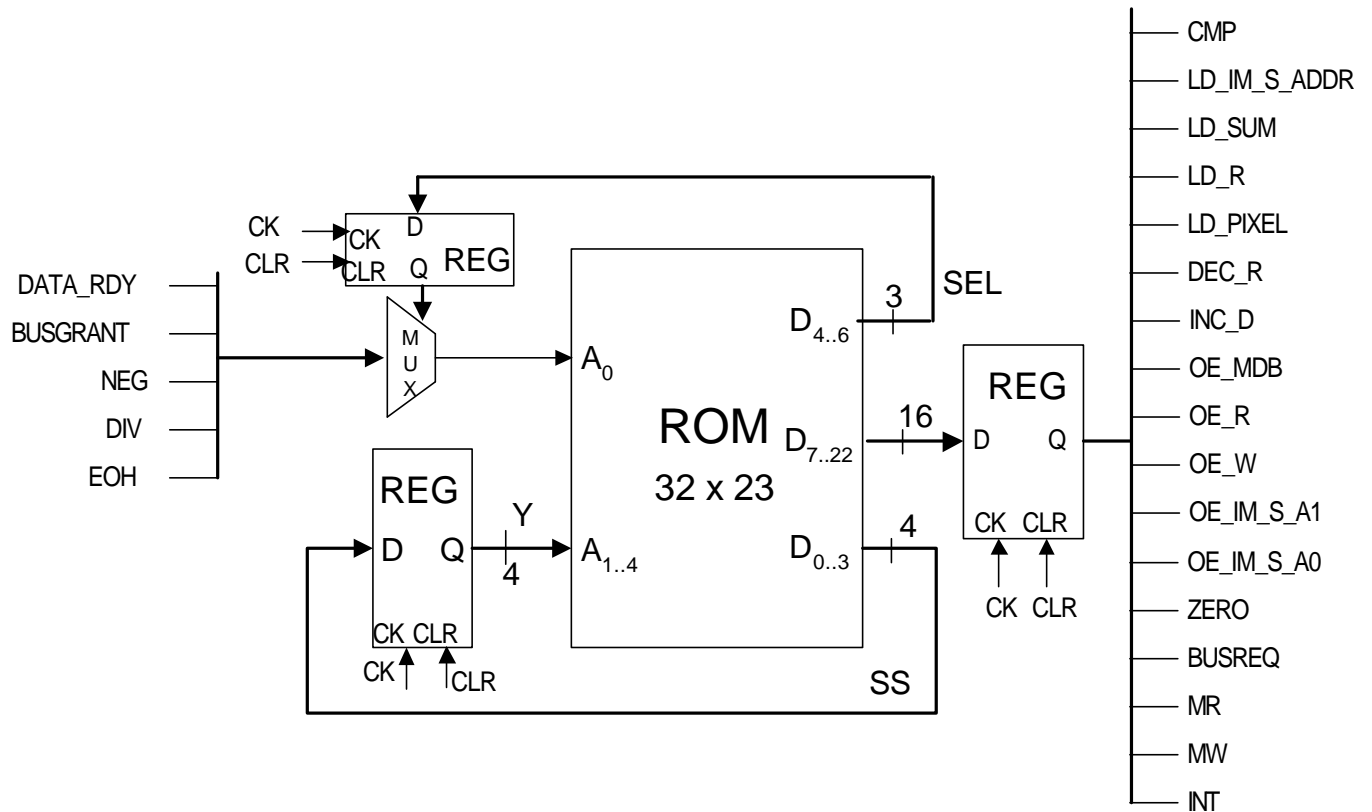 CMP
LD_IM_S_ADDR
LD_SUM
LD_R
LD_PIXEL
DEC_R
INC_D
OE_MDB
OE_R
OE_W
OE_IM_S_A1
OE_IM_S_A0
ZERO
BUSREQ
MR
MW
INT
CK
CLR
D
CK
CLR
Q
REG
DATA_RDY
BUSGRANT
NEG
DIV
EOH
M
U
X
SEL
3
D4..6
A0
ROM
32 x 23
D7..22
16
REG
D
Q
CK CLR
CK
CLR
REG
D
Q
CK CLR
CK
CLR
Y
4
A1..4
D0..3
4
SS